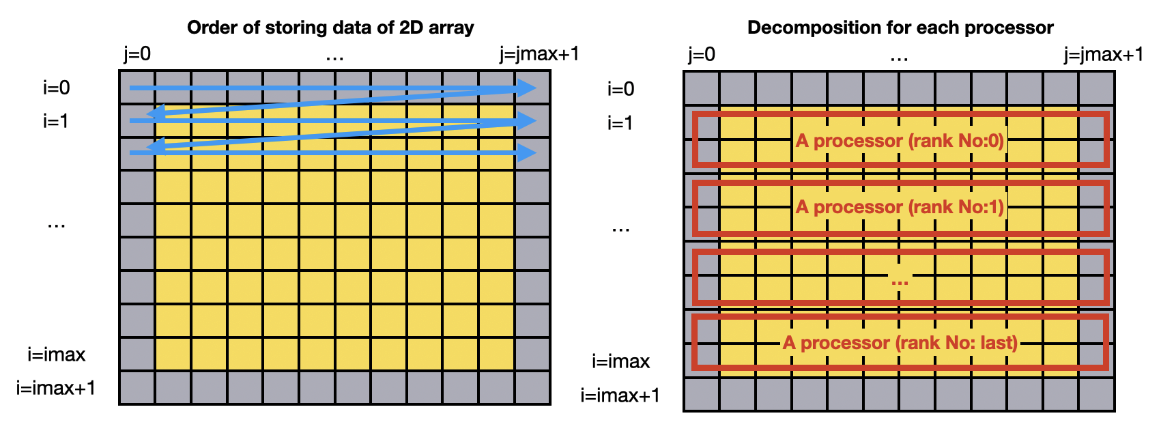 Order of storing data of 2D array
j=0 ... j=jmax+1
i=0
i=1
...
i=imax
i=imax+1
Decomposition for each processor
j=0 ... j=jmax+1
i=0
i=1
A processor (rank No:0)
A processor (rank No:1)
...
...
A processor (rank No: last)
i=imax
i=imax+1